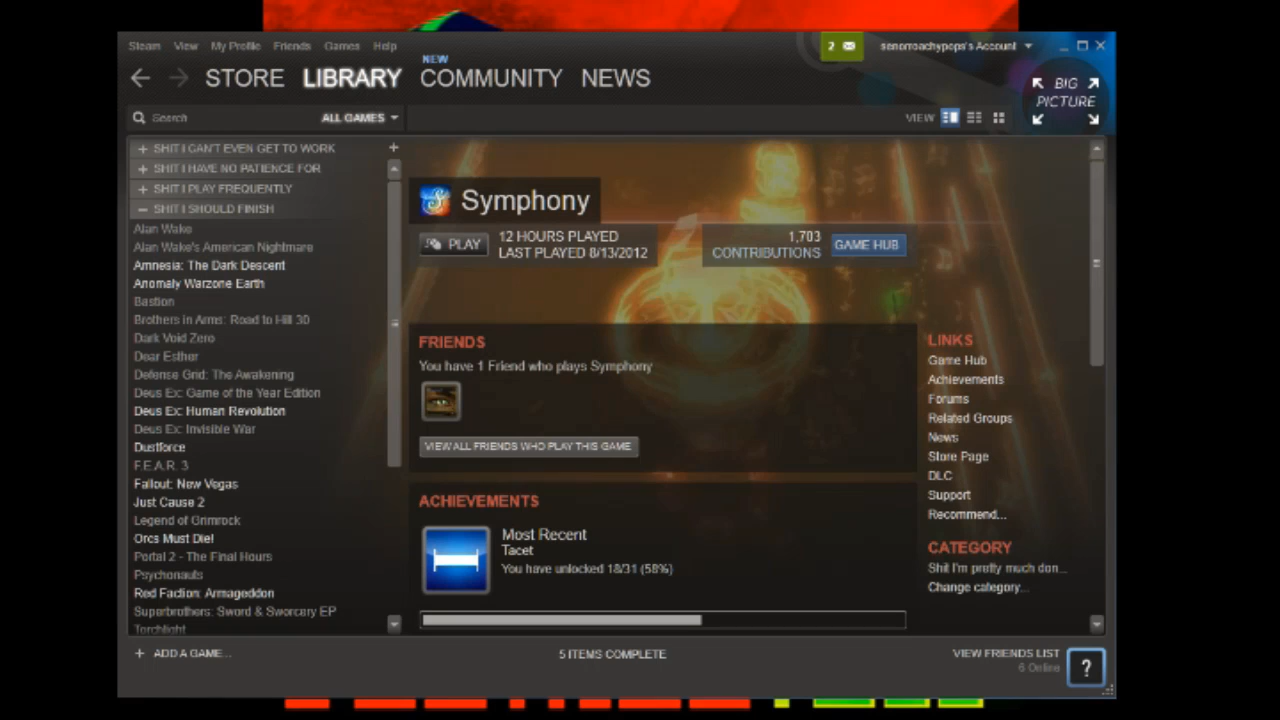 Steam View My Profile Friends Games Help
2
senorroachypops's Account
NEW
STORE LIBRARY COMMUNITY NEWS
BIG
PICTURE
Search
ALL GAMES
VIEW
+ SHIT I CAN'T EVEN GET TO WORK
+ SHIT I HAVE NO PATIENCE FOR
+ SHIT I PLAY FREQUENTLY
– SHIT I SHOULD FINISH
Alan Wake
Alan Wake's American Nightmare
Amnesia: The Dark Descent
Anomaly Warzone Earth
Bastion
Brothers in Arms: Road to Hill 30
Dark Void Zero
Dear Esther
Defense Grid: The Awakening
Deus Ex: Game of the Year Edition
Deus Ex: Human Revolution
Deus Ex: Invisible War
Dustforce
F.E.A.R. 3
Fallout: New Vegas
Just Cause 2
Legend of Grimrock
Orcs Must Die!
Portal 2 - The Final Hours
Psychonauts
Red Faction: Armageddon
Superbrothers: Sword & Sworcery EP
Torchlight
Symphony
PLAY
12 HOURS PLAYED
LAST PLAYED 8/13/2012
1,703
CONTRIBUTIONS
GAME HUB
FRIENDS
You have 1 Friend who plays Symphony
VIEW ALL FRIENDS WHO PLAY THIS GAME
ACHIEVEMENTS
Most Recent
Tacet
You have unlocked 18/31 (58%)
LINKS
Game Hub
Achievements
Forums
Related Groups
News
Store Page
DLC
Support
Recommend...
CATEGORY
Shit I'm pretty much don...
Change category...
+ ADD A GAME...
5 ITEMS COMPLETE
VIEW FRIENDS LIST
6 Online
?